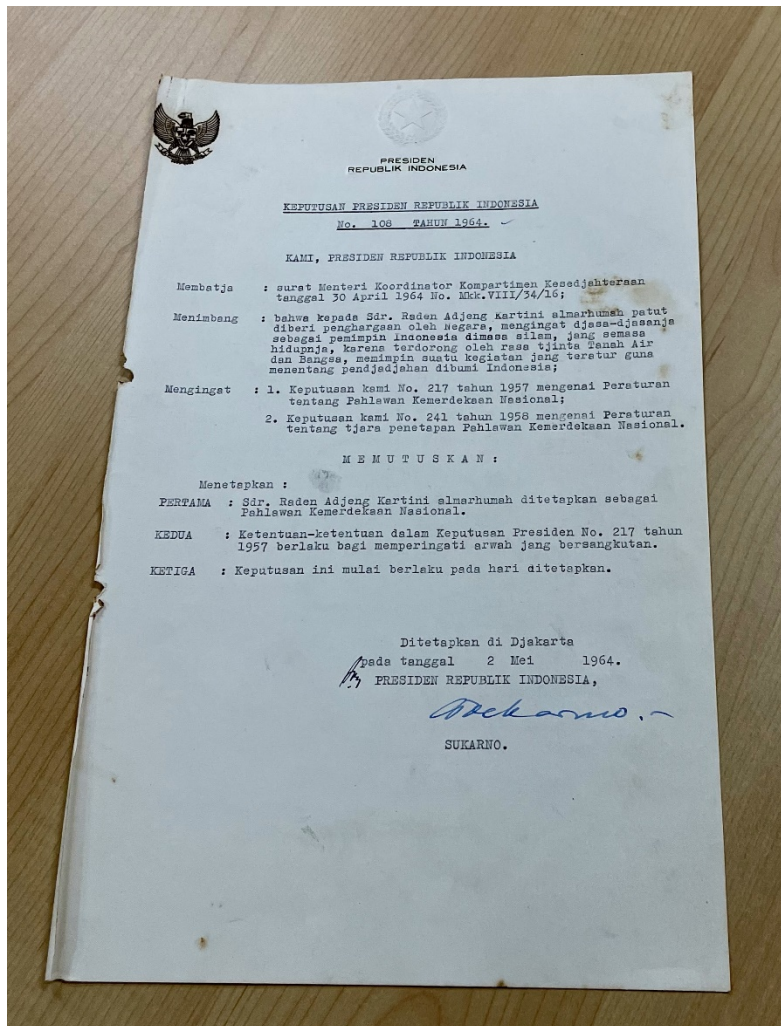 PRESIDEN
REPUBLIK INDONESIA
KEPUTUSAN PRESIDEN REPUBLIK INDONESIA
No. 108 TAHUN 1964.
KAMI, PRESIDEN REPUBLIK INDONESIA
Membatja : surat Menteri Koordinator Kompartimen Kesedjahteraan
tanggal 30 April 1964 No. Mkk.VIII/34/16;
Menimbang : bahwa kepada Sdr. Raden Adjeng Kartini almarhumah patut
diberi penghargaan oleh Negara, mengingat djasa-djasanja
sebagai pemimpin Indonesia dimasa silam, jang semasa
hidupnja, karena terdorong oleh rasa tjinta Tanah Air
dan Bangsa, memimpin suatu kegiatan jang teratur guna
menentang pendjadjahan dibumi Indonesia;
Mengingat : 1. Keputusan kami No. 217 tahun 1957 mengenai Peraturan
tentang Pahlawan Kemerdekaan Nasional;
2. Keputusan kami No. 241 tahun 1958 mengenai Peraturan
tentang tjara penetapan Pahlawan Kemerdekaan Nasional.
M E M U T U S K A N :
Menetapkan :
PERTAMA : Sdr. Raden Adjeng Kartini almarhumah ditetapkan sebagai
Pahlawan Kemerdekaan Nasional.
KEDUA : Ketentuan-ketentuan dalam Keputusan Presiden No. 217 tahun
1957 berlaku bagi memperingati arwah jang bersangkutan.
KETIGA : Keputusan ini mulai berlaku pada hari ditetapkan.
Ditetapkan di Djakarta
pada tanggal 2 Mei 1964.
PRESIDEN REPUBLIK INDONESIA,
Soekarno.-
SUKARNO.